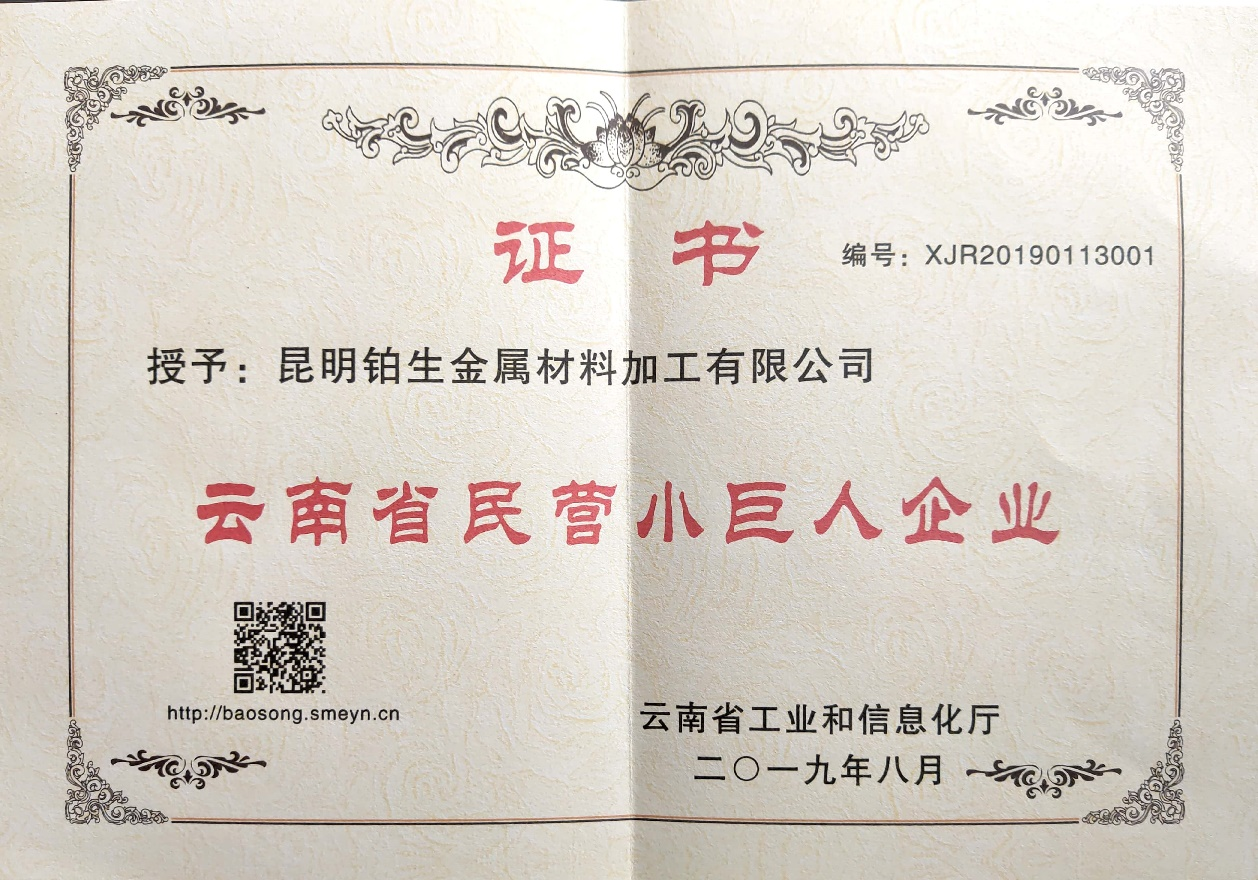 证 书
编号：XJR20190113001
授予：昆明铂生金属材料加工有限公司
云南省民营小巨人企业
http://baosong.smeyn.cn
云南省工业和信息化厅
二〇一九年八月